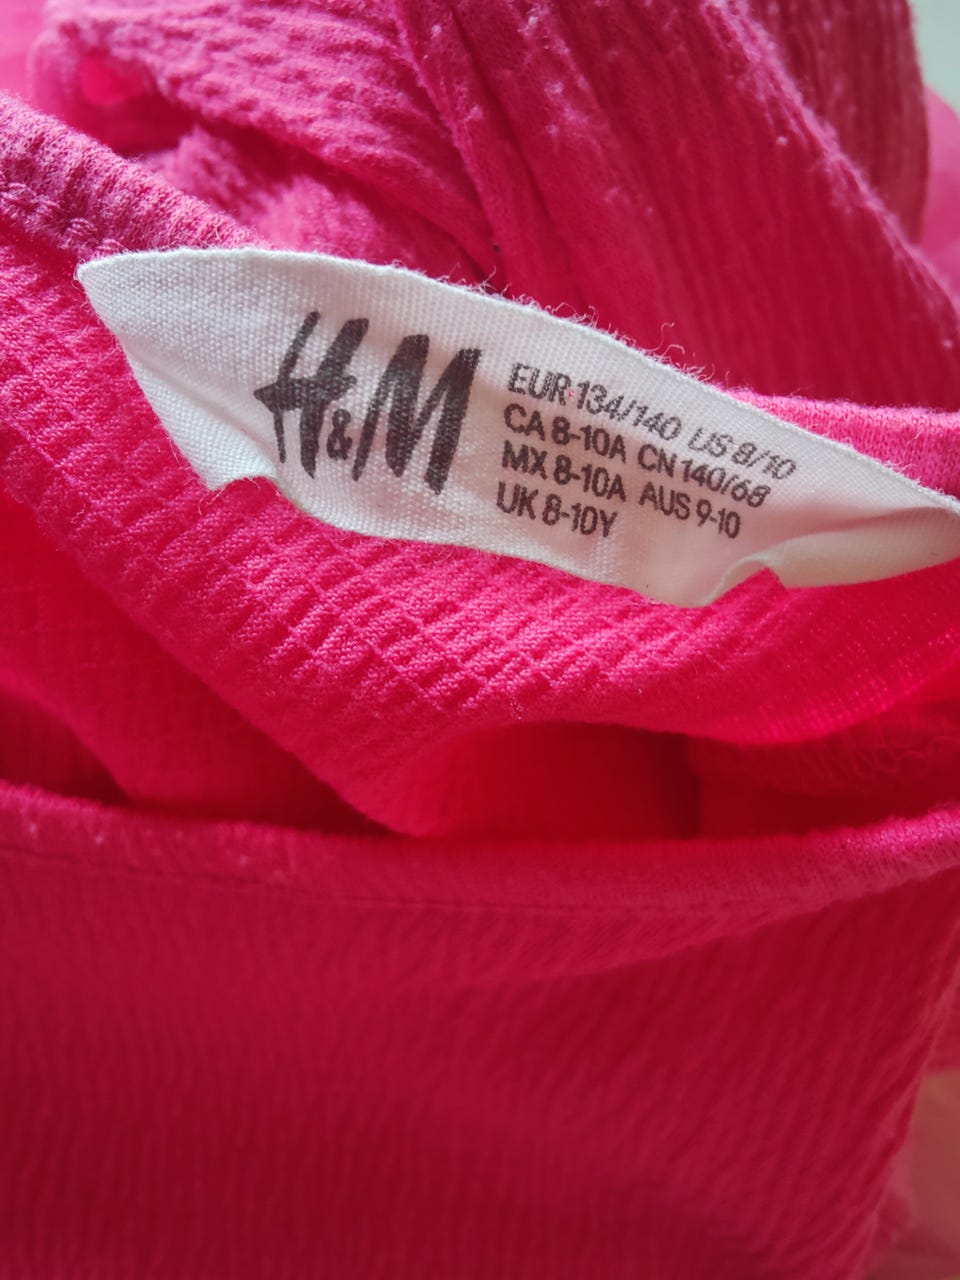 H&M
EUR 134/140 US 8/10
CA 8-10A CN 140/68
MX 8-10A AUS 9-10
UK 8-10Y